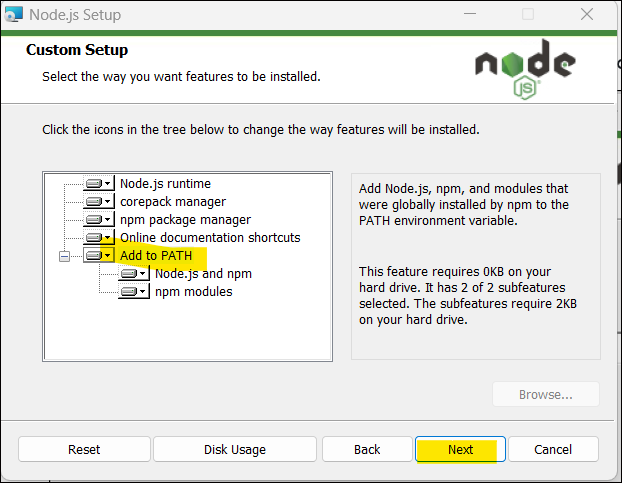 Node.js Setup
Custom Setup
Select the way you want features to be installed.
node
JS
Click the icons in the tree below to change the way features will be installed.
Node.js runtime
corepack manager
npm package manager
Online documentation shortcuts
Add to PATH
Node.js and npm
npm modules
Add Node.js, npm, and modules that
were globally installed by npm to the
PATH environment variable.
This feature requires 0KB on your
hard drive. It has 2 of 2 subfeatures
selected. The subfeatures require 2KB
on your hard drive.
Browse...
Reset
Disk Usage
Back
Next
Cancel